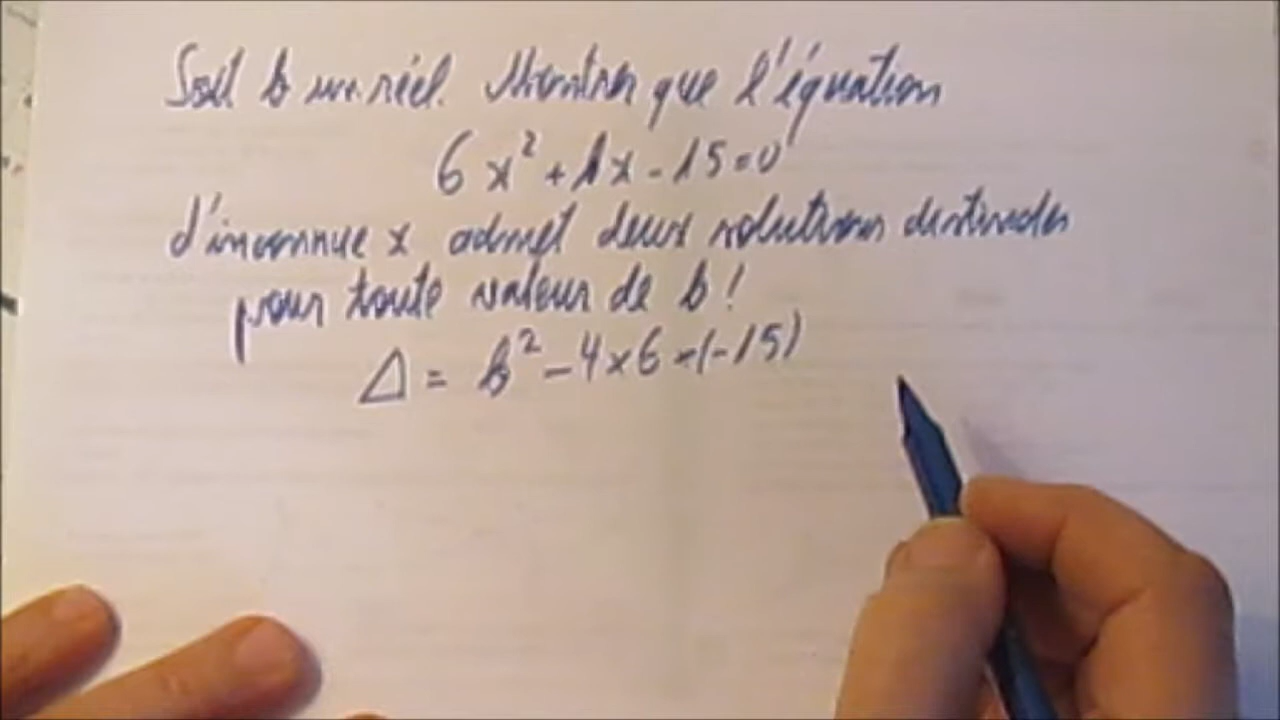 Soit b un réel. Montrer que l'équation
6x² + bx - 15 = 0
d'inconnue x admet deux solutions distinctes
pour toute valeur de b !
Δ = b² - 4 × 6 × (-15)